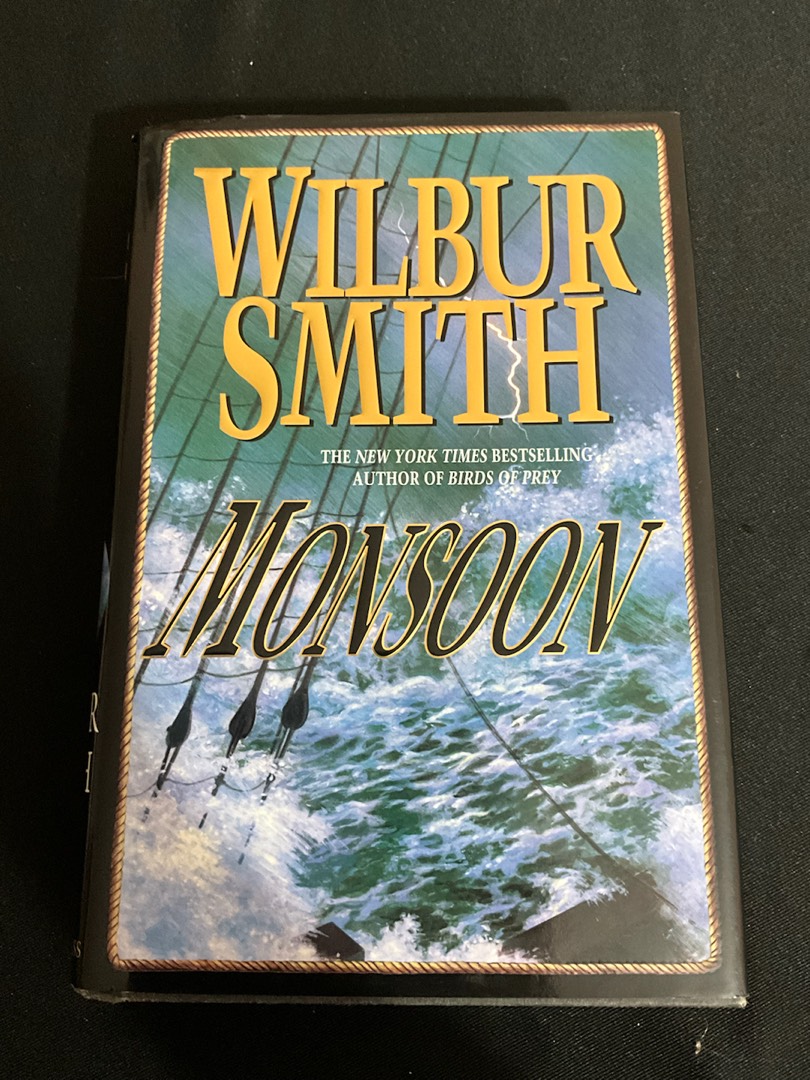 WILBUR
SMITH
THE NEW YORK TIMES BESTSELLING
AUTHOR OF BIRDS OF PREY
MONSOON